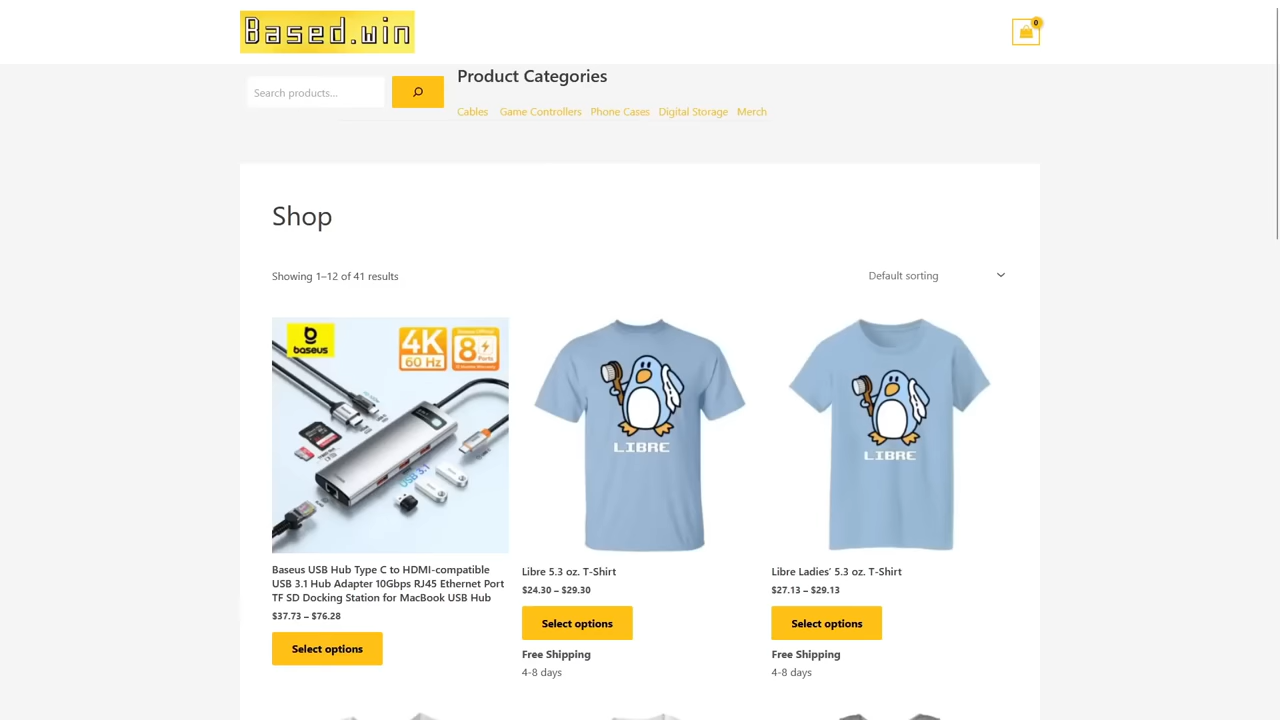 Based.win
0
Search products…
Product Categories
Cables Game Controllers Phone Cases Digital Storage Merch
Shop
Showing 1–12 of 41 results
Default sorting
baseus
4K
60 Hz
8
Ports
USB 3.1
LIBRE
LIBRE
Baseus USB Hub Type C to HDMI-compatible
USB 3.1 Hub Adapter 10Gbps RJ45 Ethernet Port
TF SD Docking Station for MacBook USB Hub
$37.73 – $76.28
Select options
Libre 5.3 oz. T-Shirt
$24.30 – $29.30
Select options
Free Shipping
4-8 days
Libre Ladies’ 5.3 oz. T-Shirt
$27.13 – $29.13
Select options
Free Shipping
4-8 days